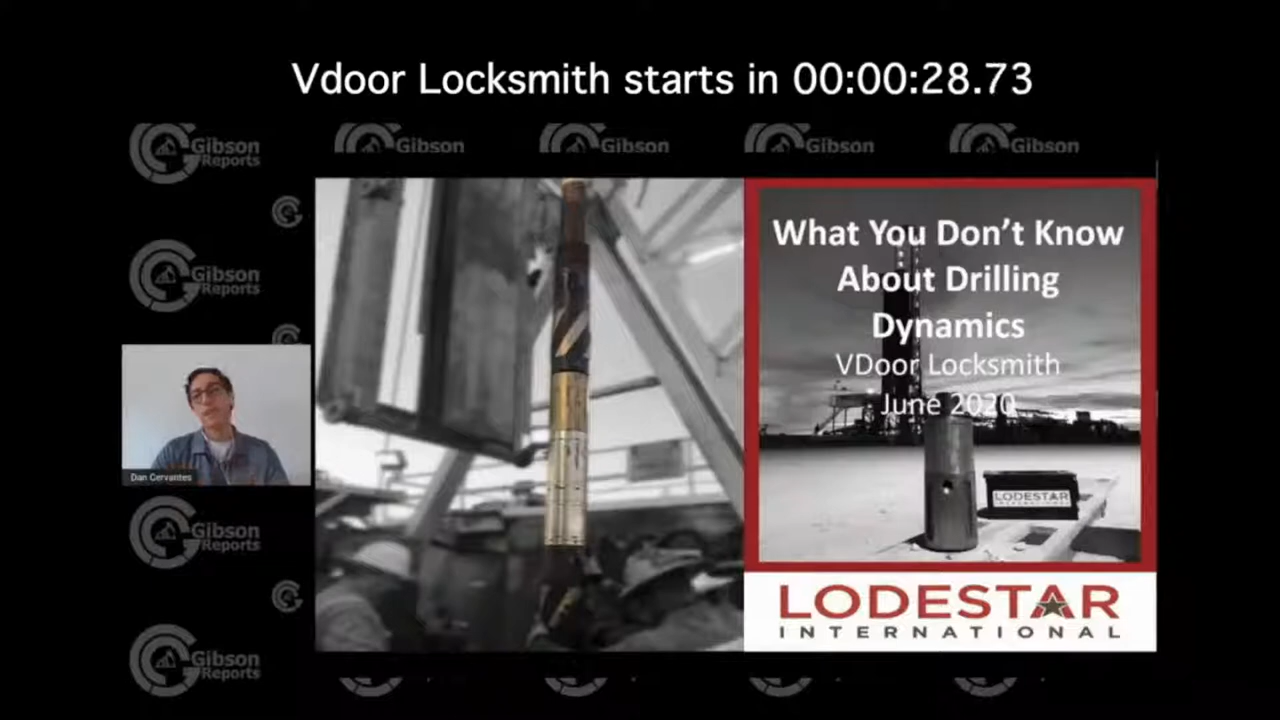 Vdoor Locksmith starts in 00:00:28.73
Gibson
Reports
Gibson
Gibson
Gibson
Gibson
What You Don't Know
About Drilling
Dynamics
VDoor Locksmith
June 2020
Gibson
Reports
Dan Cervantes
LODESTAR
INTERNATIONAL
Gibson
Reports
LODESTAR
INTERNATIONAL
Gibson
Reports